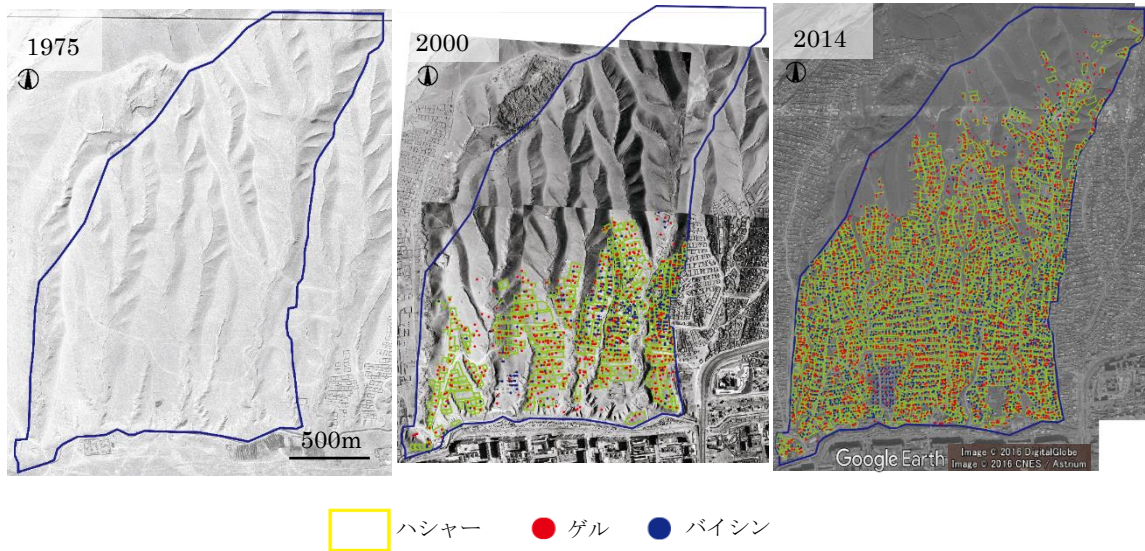 1975
2000
2014
500m
Google Earth
Image © 2016 DigitalGlobe
Image © 2016 CNES / Astrium
ハシャー
ゲル
バイシン